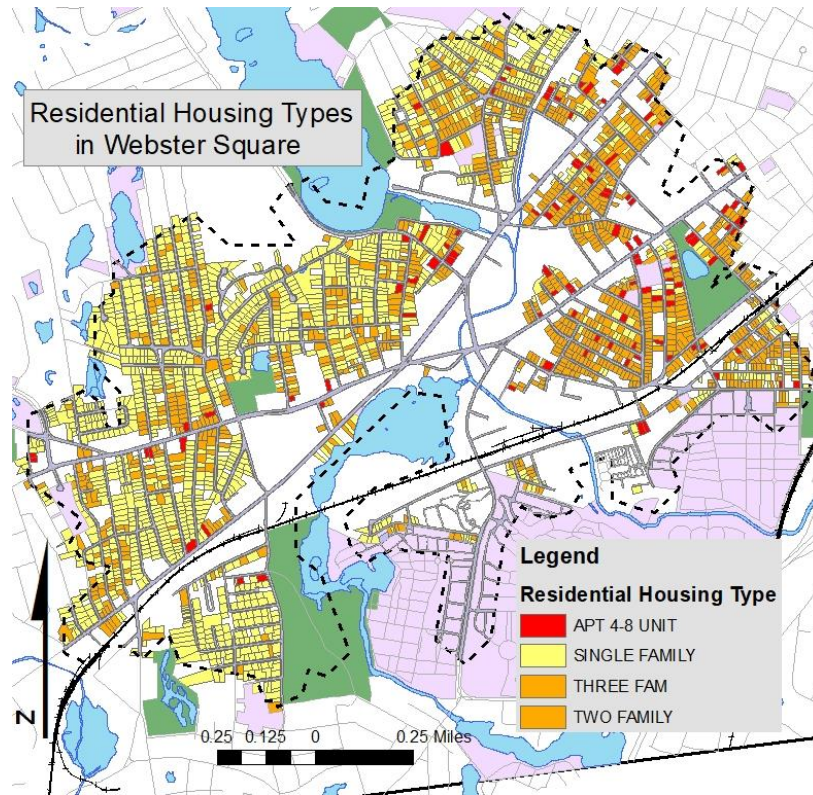 Residential Housing Types
in Webster Square
Legend
Residential Housing Type
APT 4-8 UNIT
SINGLE FAMILY
THREE FAM
TWO FAMILY
N
0.25 0.125 0 0.25 Miles